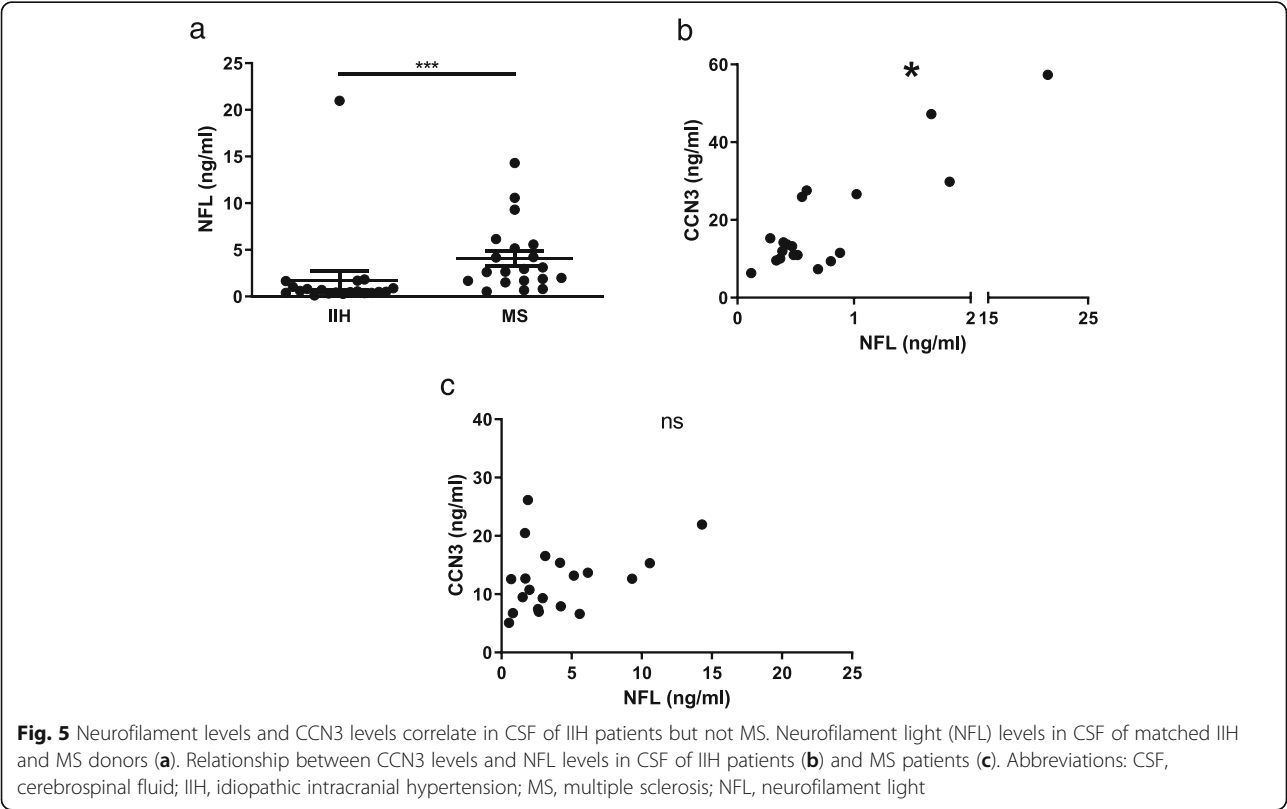 a
25
20
15
10
5
0
NFL (ng/ml)
***
IIH
MS
b
60
40
20
0
CCN3 (ng/ml)
*
0
1
2
15
25
NFL (ng/ml)
c
40
30
20
10
0
CCN3 (ng/ml)
ns
0
5
10
15
20
25
NFL (ng/ml)
Fig. 5 Neurofilament levels and CCN3 levels correlate in CSF of IIH patients but not MS. Neurofilament light (NFL) levels in CSF of matched IIH
and MS donors (a). Relationship between CCN3 levels and NFL levels in CSF of IIH patients (b) and MS patients (c). Abbreviations: CSF,
cerebrospinal fluid; IIH, idiopathic intracranial hypertension; MS, multiple sclerosis; NFL, neurofilament light